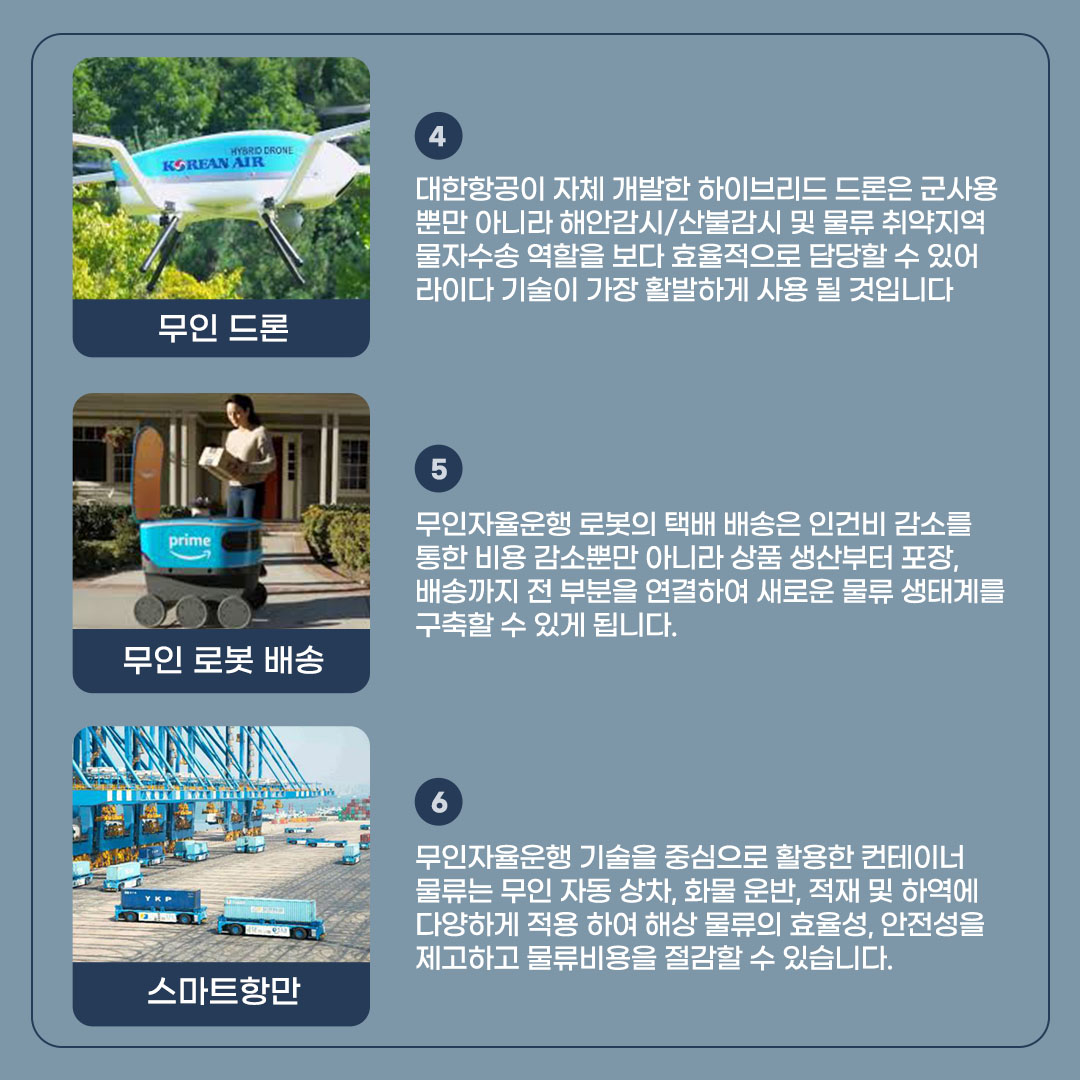 HYBRID DRONE
KOREAN AIR
무인 드론
4
대한항공이 자체 개발한 하이브리드 드론은 군사용
뿐만 아니라 해안감시/산불감시 및 물류 취약지역
물자수송 역할을 보다 효율적으로 담당할 수 있어
라이다 기술이 가장 활발하게 사용 될 것입니다
prime
무인 로봇 배송
5
무인자율운행 로봇의 택배 배송은 인건비 감소를
통한 비용 감소뿐만 아니라 상품 생산부터 포장,
배송까지 전 부분을 연결하여 새로운 물류 생태계를
구축할 수 있게 됩니다.
YKP
스마트항만
6
무인자율운행 기술을 중심으로 활용한 컨테이너
물류는 무인 자동 상차, 화물 운반, 적재 및 하역에
다양하게 적용 하여 해상 물류의 효율성, 안전성을
제고하고 물류비용을 절감할 수 있습니다.